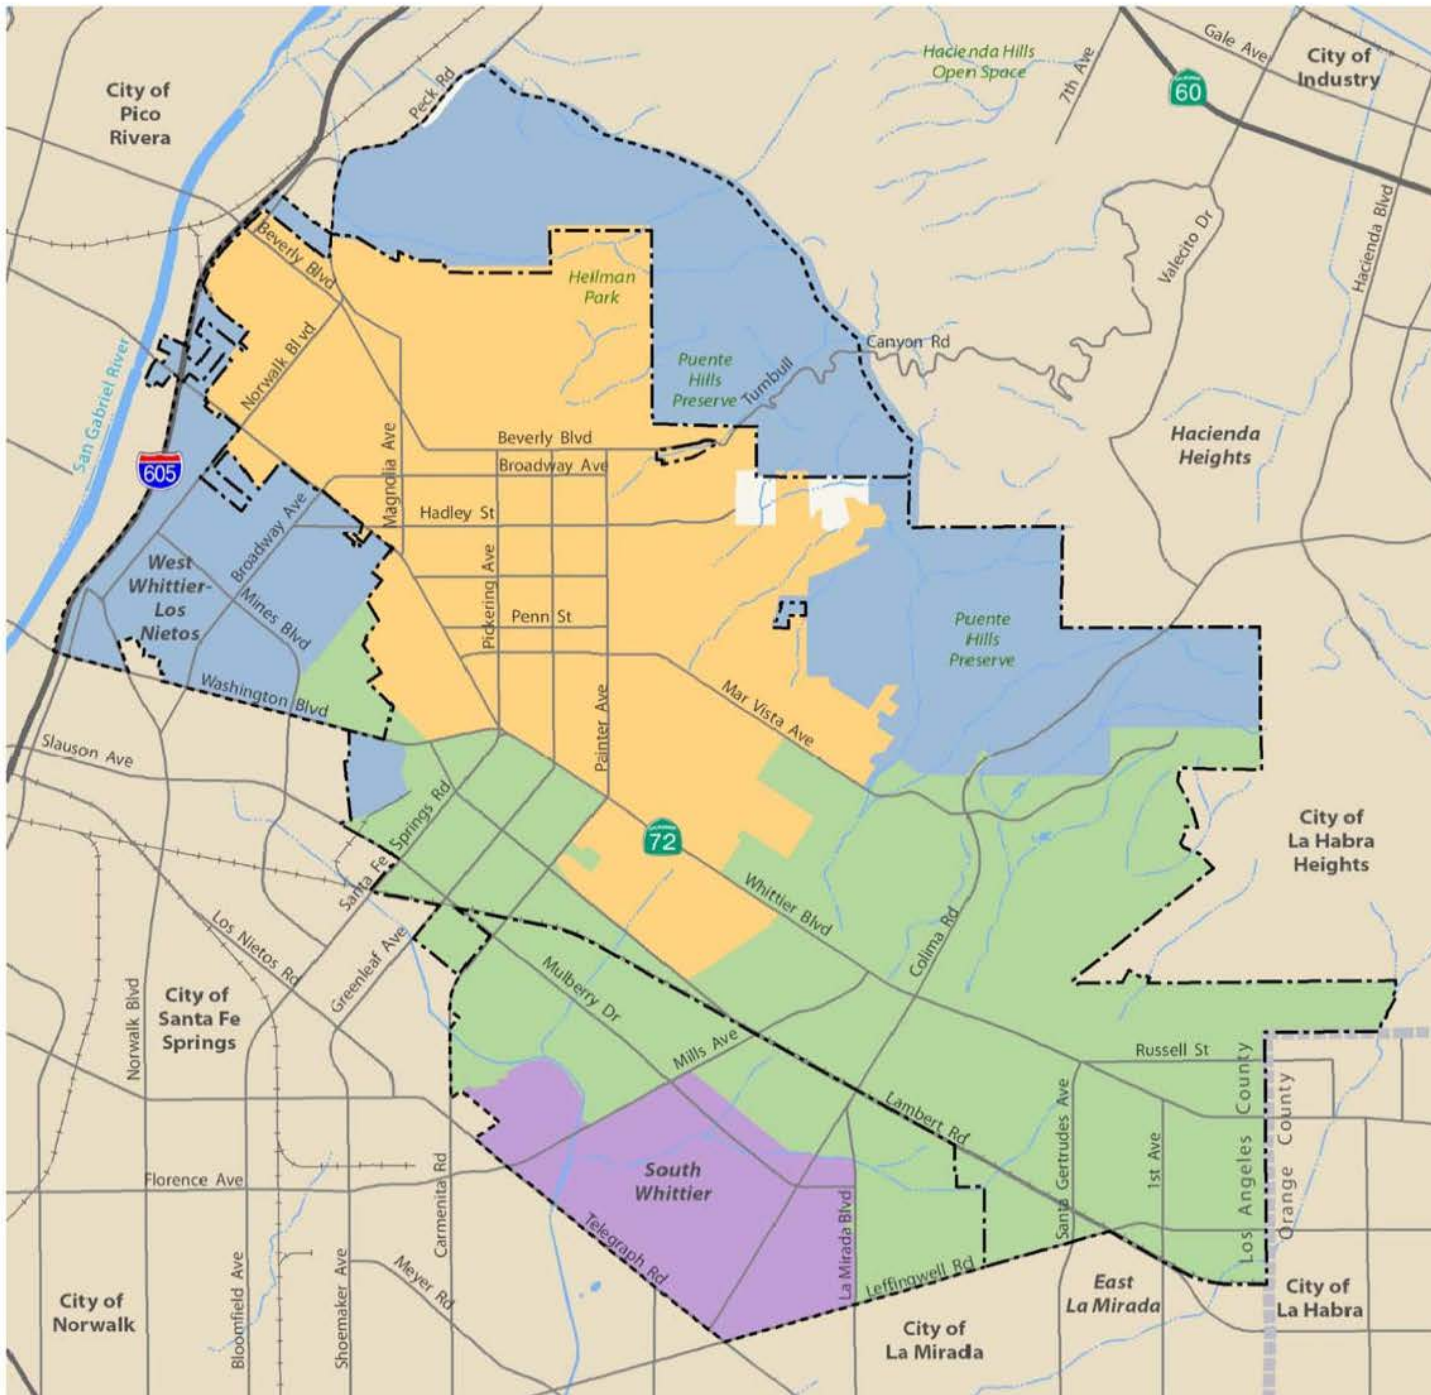 Hacienda Hills
Open Space
7th Ave
Gale Ave
City of
Industry
60
City of
Pico
Rivera
Peck Rd
Valecito Dr
Hacienda Blvd
Beverly Blvd
Hellman
Park
Canyon Rd
Turnbull
Puente
Hills
Preserve
Norwalk Blvd
San Gabriel River
605
Hacienda
Heights
Beverly Blvd
Broadway Ave
Magnolia Ave
Hadley St
Broadway Ave
West
Whittier-
Los
Nietos
Mines Blvd
Pickering Ave
Penn St
Puente
Hills
Preserve
Washington Blvd
Mar Vista Ave
Painter Ave
Slauson Ave
Santa Fe Springs Rd
72
City of
La Habra
Heights
Whittier Blvd
Colima Rd
Los Nietos Rd
Greenleaf Ave
Mulberry Dr
City of
Santa Fe
Springs
Norwalk Blvd
Mills Ave
Russell St
Lambert Rd
Santa Gertrudes Ave
1st Ave
Los Angeles County
Orange County
Florence Ave
South
Whittier
Carmenita Rd
Telegraph Rd
La Mirada Blvd
Leffingwell Rd
Bloomfield Ave
Shoemaker Ave
Meyer Rd
City of
Norwalk
East
La Mirada
City of
La Habra
City of
La Mirada